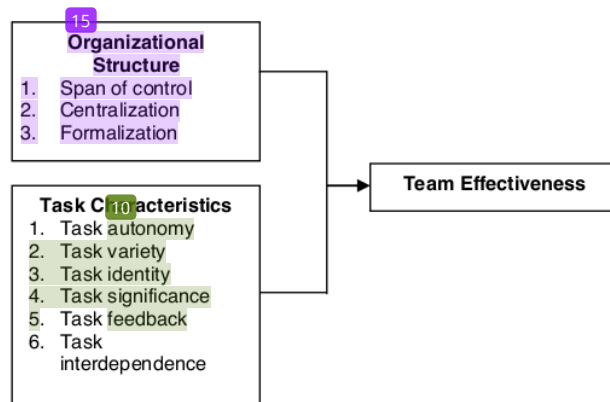 15
Organizational
Structure
1. Span of control
2. Centralization
3. Formalization
Team Effectiveness
Task Characteristics
10
1. Task autonomy
2. Task variety
3. Task identity
4. Task significance
5. Task feedback
6. Task
interdependence